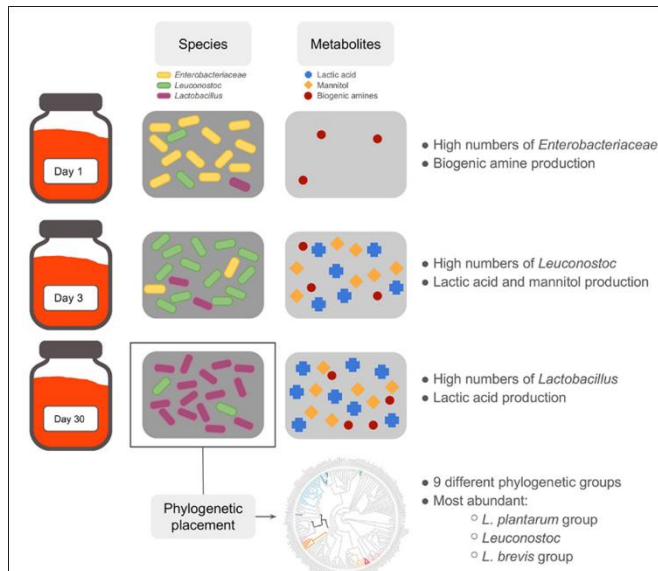 Species
Metabolites
Enterobacteriaceae
Leuconostoc
Lactobacillus
Lactic acid
Mannitol
Biogenic amines
Day 1
● High numbers of Enterobacteriaceae
● Biogenic amine production
Day 3
● High numbers of Leuconostoc
● Lactic acid and mannitol production
Day 30
● High numbers of Lactobacillus
● Lactic acid production
Phylogenetic
placement
● 9 different phylogenetic groups
● Most abundant:
○ L. plantarum group
○ Leuconostoc
○ L. brevis group